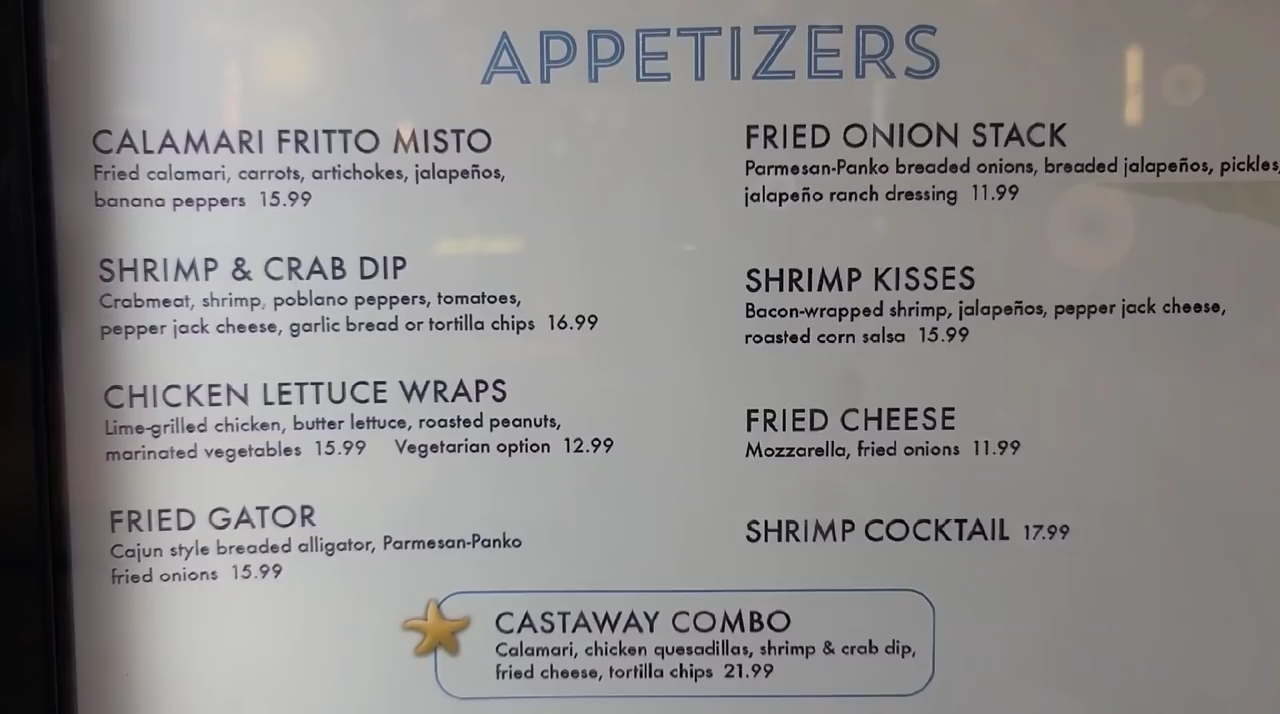 APPETIZERS
CALAMARI FRITTO MISTO
Fried calamari, carrots, artichokes, jalapeños,
banana peppers 15.99
SHRIMP & CRAB DIP
Crabmeat, shrimp, poblano peppers, tomatoes,
pepper jack cheese, garlic bread or tortilla chips 16.99
CHICKEN LETTUCE WRAPS
Lime-grilled chicken, butter lettuce, roasted peanuts,
marinated vegetables 15.99 Vegetarian option 12.99
FRIED GATOR
Cajun style breaded alligator, Parmesan-Panko
fried onions 15.99
FRIED ONION STACK
Parmesan-Panko breaded onions, breaded jalapeños, pickles,
jalapeño ranch dressing 11.99
SHRIMP KISSES
Bacon-wrapped shrimp, jalapeños, pepper jack cheese,
roasted corn salsa 15.99
FRIED CHEESE
Mozzarella, fried onions 11.99
SHRIMP COCKTAIL 17.99
CASTAWAY COMBO
Calamari, chicken quesadillas, shrimp & crab dip,
fried cheese, tortilla chips 21.99